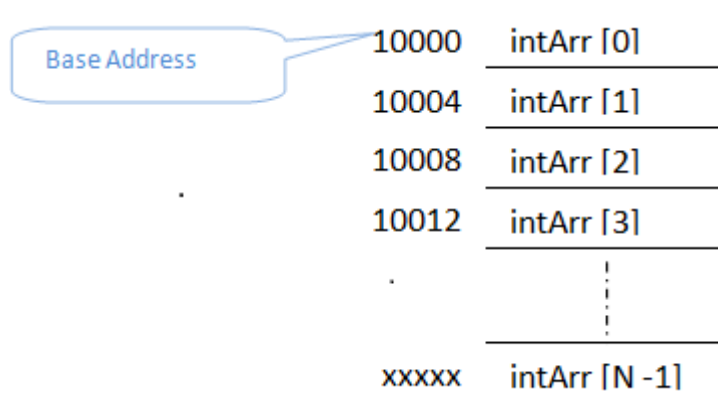 Base Address
10000 intArr [0]
10004 intArr [1]
10008 intArr [2]
10012 intArr [3]
xxxxx intArr [N -1]